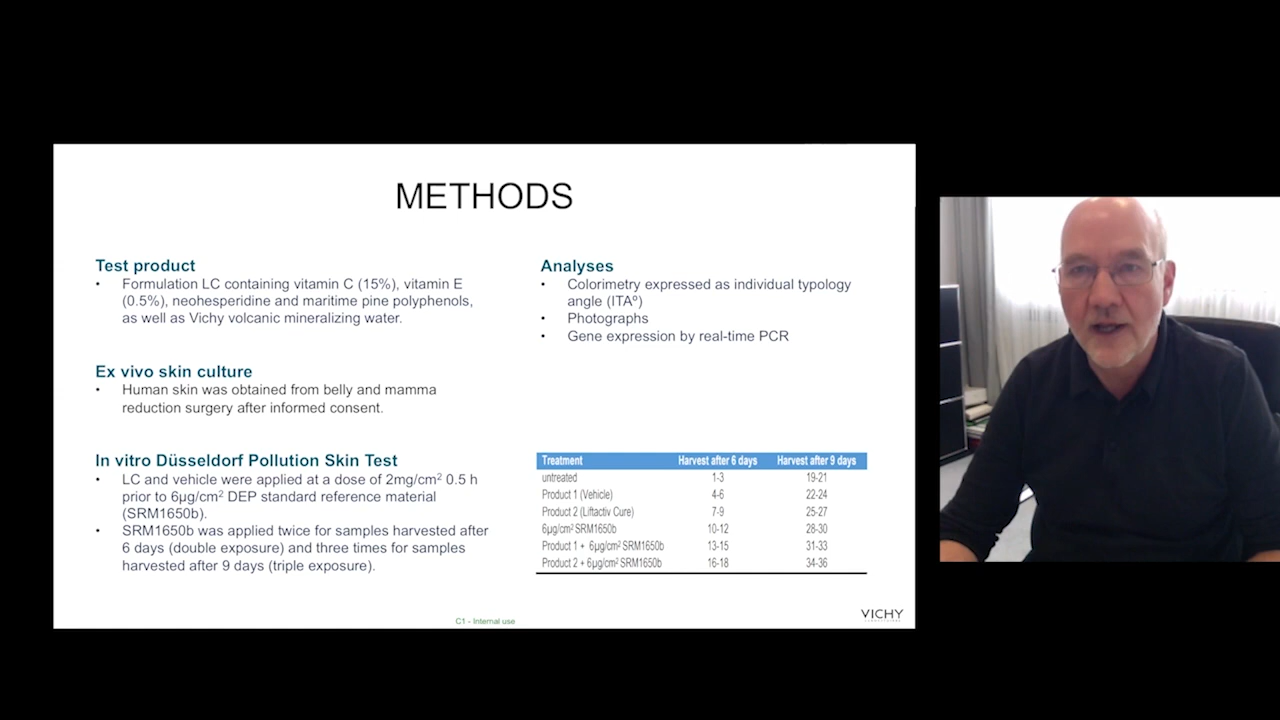 METHODS
Test product
• Formulation LC containing vitamin C (15%), vitamin E
(0.5%), neohesperidine and maritime pine polyphenols,
as well as Vichy volcanic mineralizing water.
Ex vivo skin culture
• Human skin was obtained from belly and mamma
reduction surgery after informed consent.
In vitro Düsseldorf Pollution Skin Test
• LC and vehicle were applied at a dose of 2mg/cm² 0.5 h
prior to 6µg/cm² DEP standard reference material
(SRM1650b).
• SRM1650b was applied twice for samples harvested after
6 days (double exposure) and three times for samples
harvested after 9 days (triple exposure).
Analyses
• Colorimetry expressed as individual typology
angle (ITAº)
• Photographs
• Gene expression by real-time PCR
Treatment Harvest after 6 days Harvest after 9 days
untreated 1-3 19-21
Product 1 (Vehicle) 4-6 22-24
Product 2 (Liftactiv Cure) 7-9 25-27
6µg/cm² SRM1650b 10-12 28-30
Product 1 + 6µg/cm² SRM1650b 13-15 31-33
Product 2 + 6µg/cm² SRM1650b 16-18 34-36
C1 - Internal use
VICHY